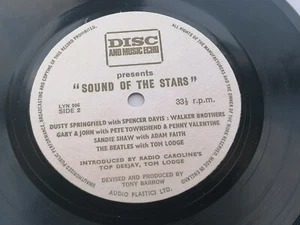 DISC
AND MUSIC ECHO
presents
"SOUND OF THE STARS"
LYN 996
SIDE 2
33⅓ r.p.m.
DUSTY SPRINGFIELD with SPENCER DAVIS : WALKER BROTHERS
GARY & JOHN with PETE TOWNSHEND & PENNY VALENTINE
SANDIE SHAW with ADAM FAITH
THE BEATLES with TOM LODGE
INTRODUCED BY RADIO CAROLINE'S
TOP DEEJAY, TOM LODGE
DEVISED AND PRODUCED BY
TONY BARROW
AUDIO PLASTICS LTD.